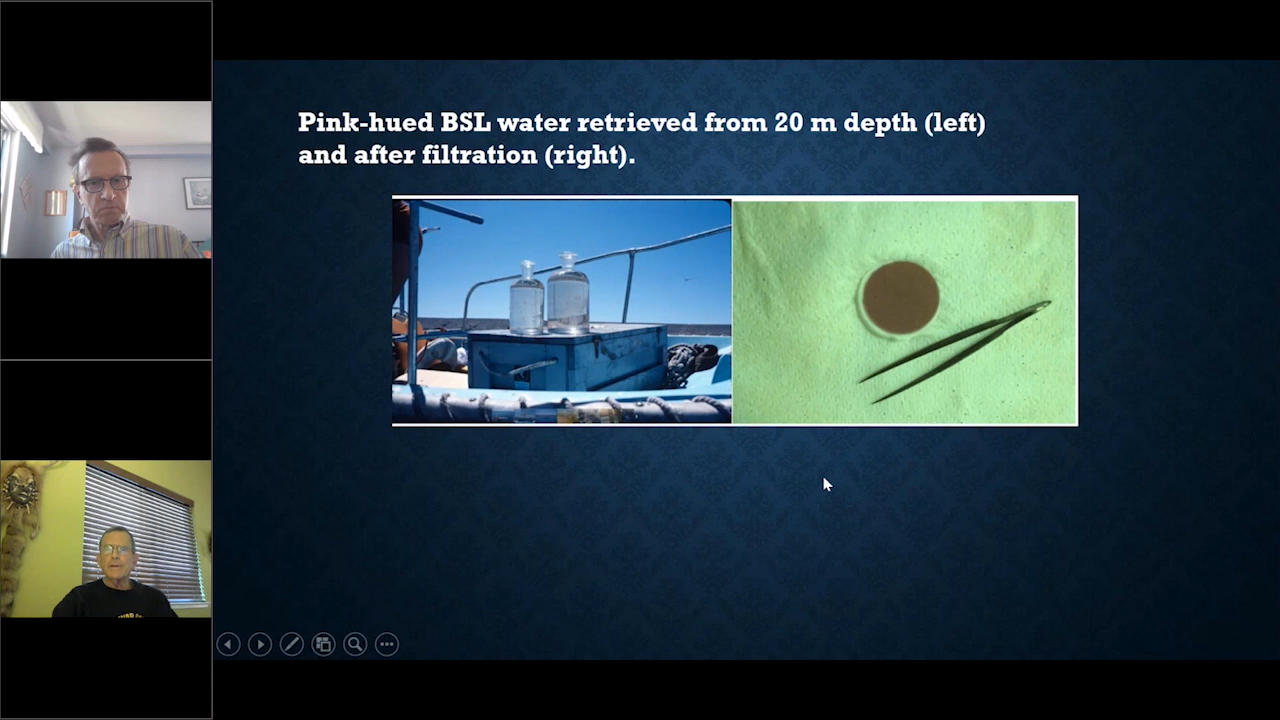 Pink-hued BSL water retrieved from 20 m depth (left)
and after filtration (right).